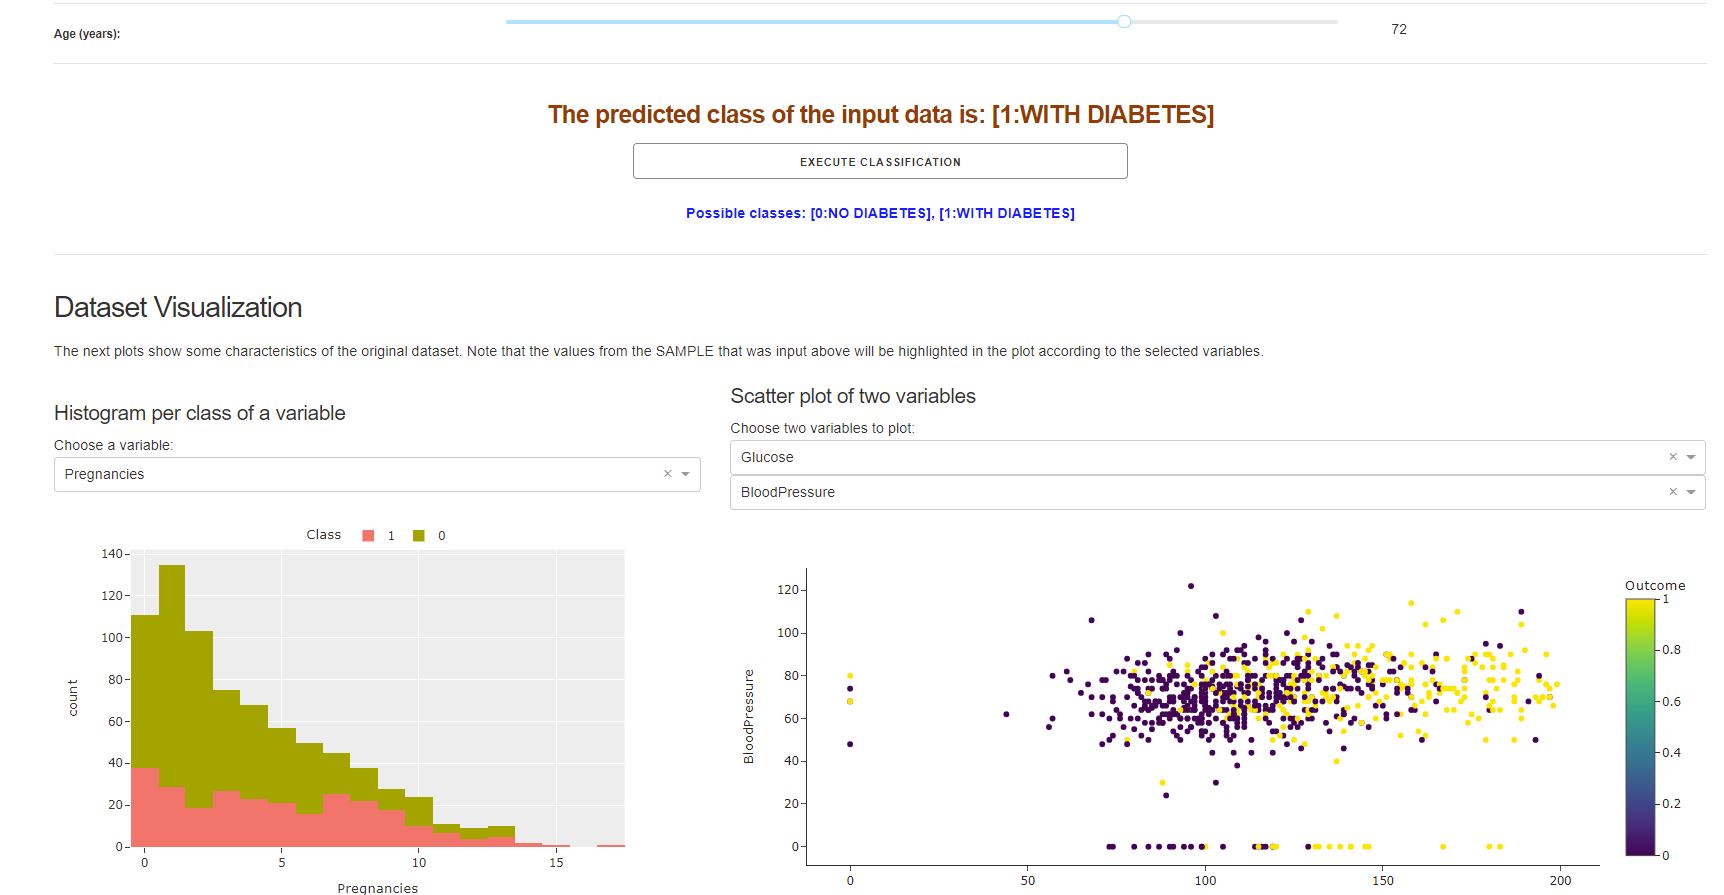 Age (years):
72
The predicted class of the input data is: [1:WITH DIABETES]
EXECUTE CLASSIFICATION
Possible classes: [0:NO DIABETES], [1:WITH DIABETES]
Dataset Visualization
The next plots show some characteristics of the original dataset. Note that the values from the SAMPLE that was input above will be highlighted in the plot according to the selected variables.
Histogram per class of a variable
Choose a variable:
Pregnancies
Class 1 0
140
120
100
80
60
40
20
0
count
0 5 10 15
Pregnancies
Scatter plot of two variables
Choose two variables to plot:
Glucose
BloodPressure
120
100
80
60
40
20
0
BloodPressure
0 50 100 150 200
Outcome
1
0.8
0.6
0.4
0.2
0